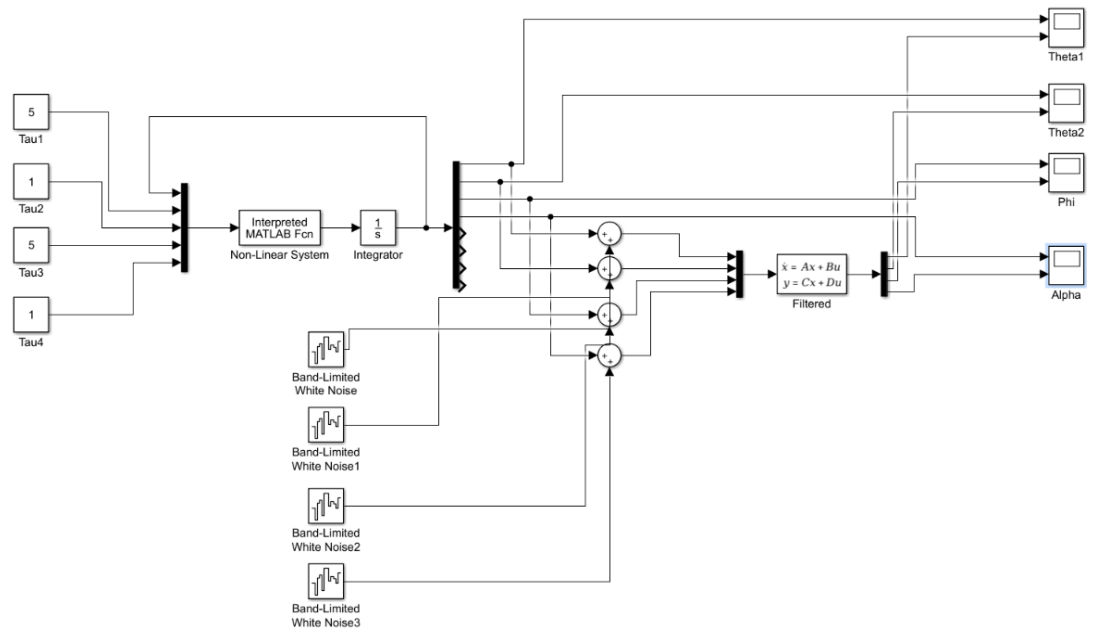 Theta1
5
Tau1
Theta2
1
Tau2
Phi
Interpreted
MATLAB Fcn
Non-Linear System
1
s
Integrator
5
Tau3
+
+
+
+
ẋ = Ax + Bu
y = Cx + Du
Filtered
Alpha
1
Tau4
+
+
+
+
Band-Limited
White Noise
Band-Limited
White Noise1
Band-Limited
White Noise2
Band-Limited
White Noise3